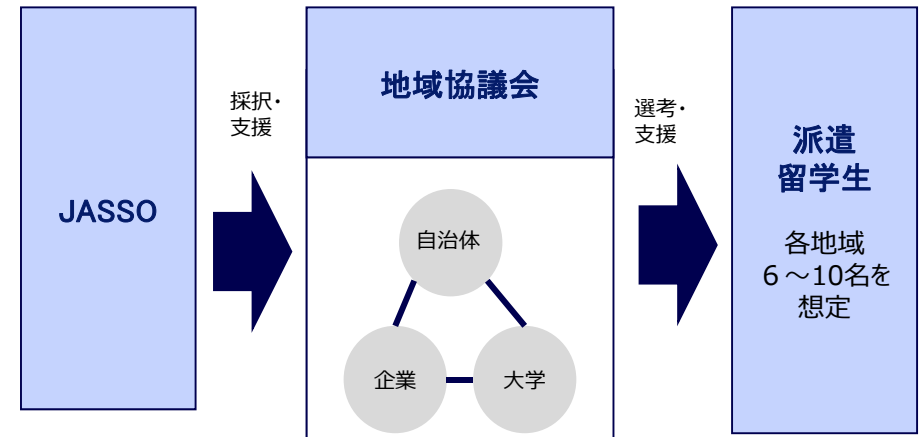 JASSO
採択・
支援
地域協議会
自治体
企業
大学
選考・
支援
派遣
留学生
各地域
６～10名を
想定